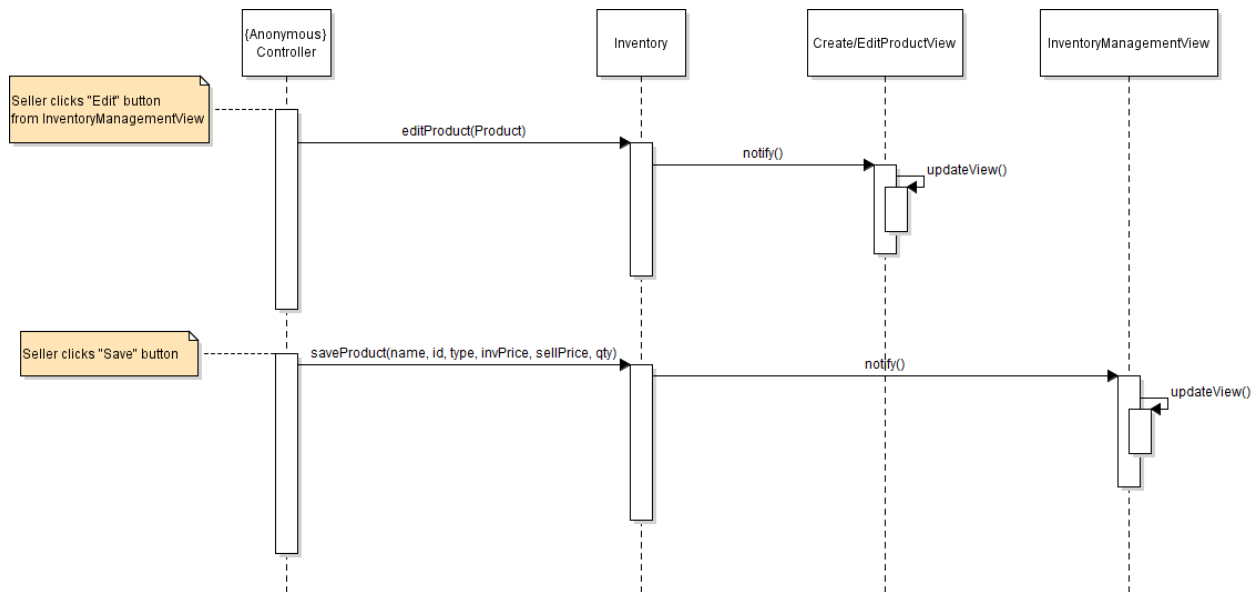 {Anonymous}
Controller
Inventory
Create/EditProductView
InventoryManagementView
Seller clicks "Edit" button
from InventoryManagementView
editProduct(Product)
notify()
updateView()
Seller clicks "Save" button
saveProduct(name, id, type, invPrice, sellPrice, qty)
notify()
updateView()